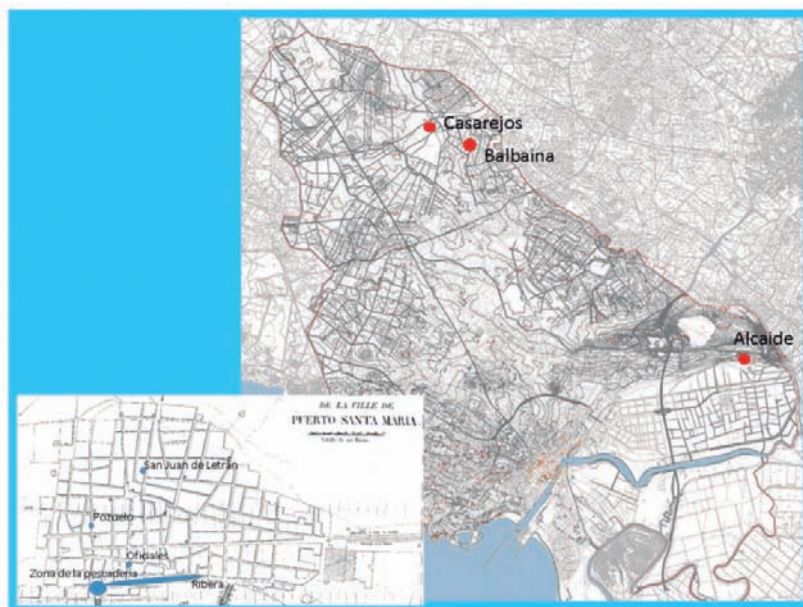 Casarejos
Balbaina
Alcaide
DE LA VILLE DE
PUERTO SANTA MARIA.
San Juan de Letrán
Pozuelo
Oficiales
Zona de la pescadería
Ribera